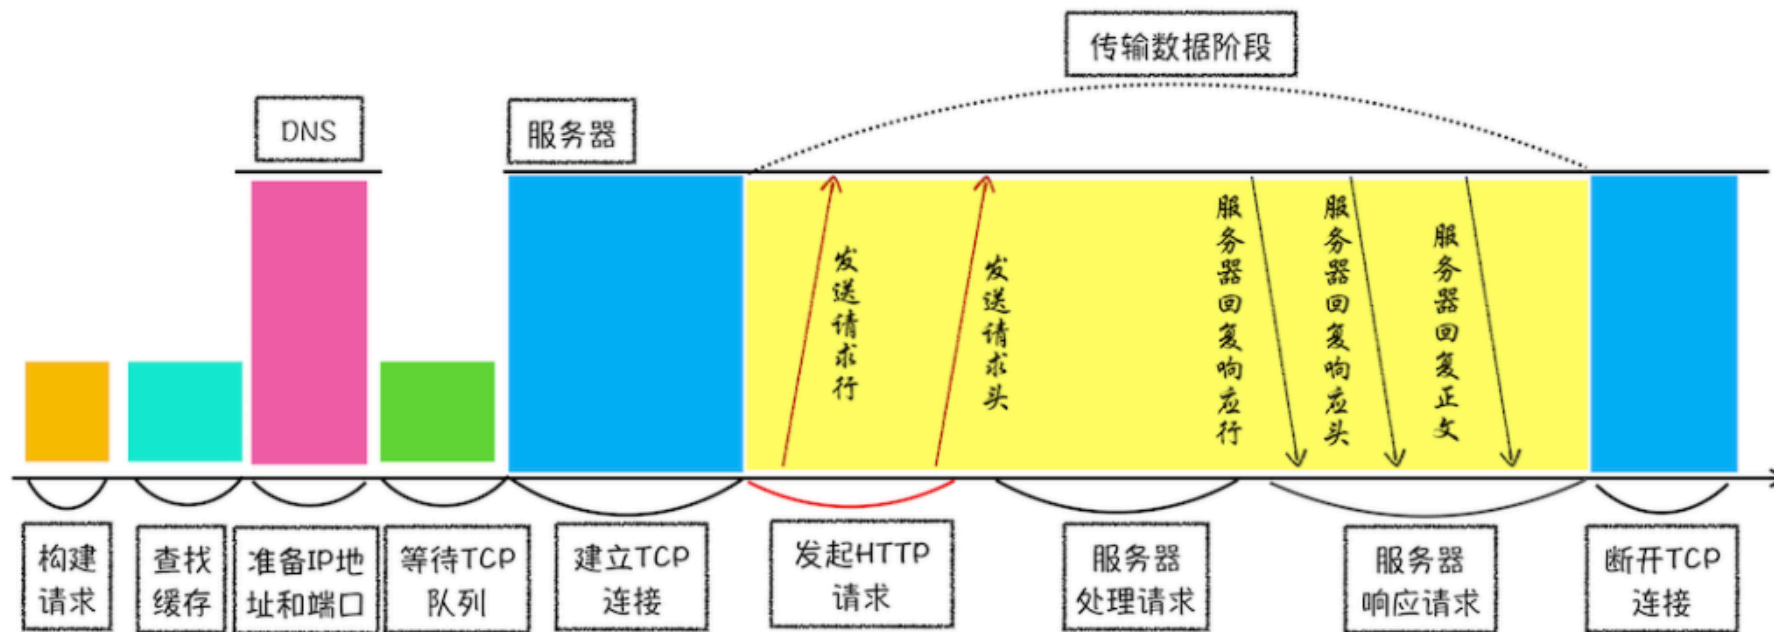 传输数据阶段
DNS
服务器
发送请求行
发送请求头
服务器回复响应行
服务器回复响应头
服务器回复正文
构建
请求
查找
缓存
准备IP地
址和端口
等待TCP
队列
建立TCP
连接
发起HTTP
请求
服务器
处理请求
服务器
响应请求
断开TCP
连接